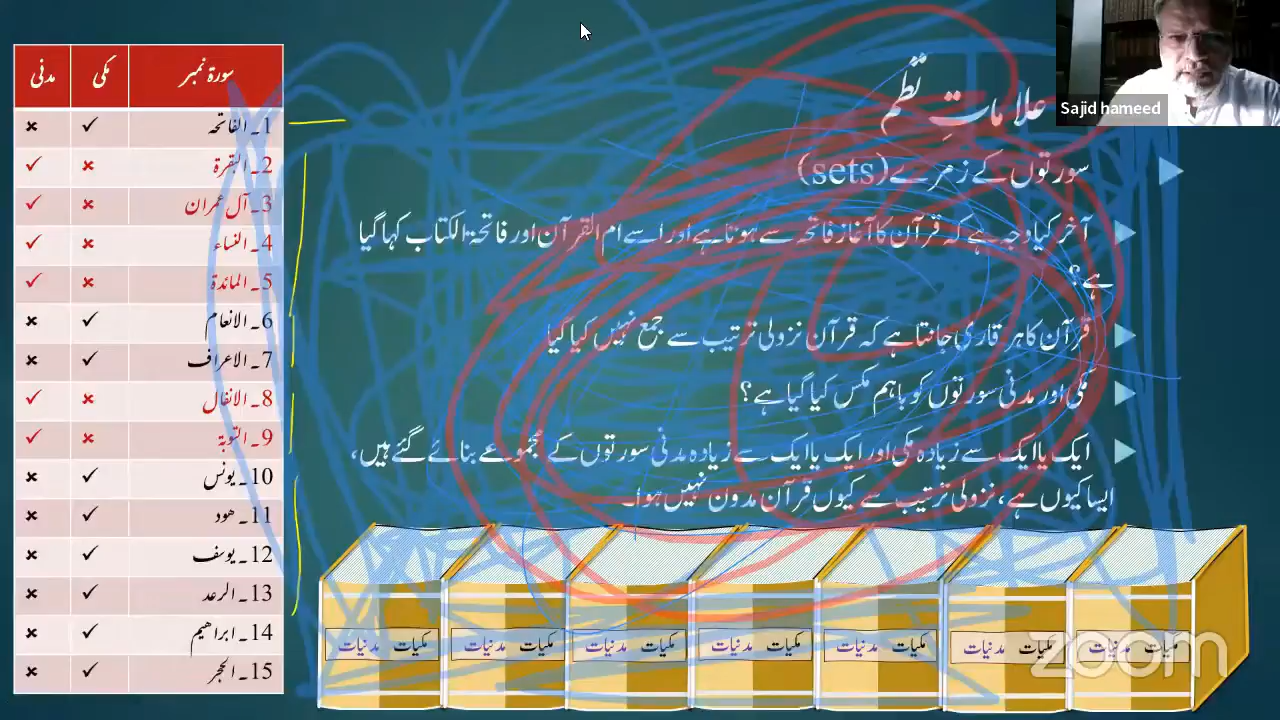 علاماتِ نظم
Sajid hameed
سورتوں کے زمرے (sets)
آخر کیا وجہ ہے کہ قرآن کا آغاز فاتحہ سے ہوتا ہے اور اسے ام القرآن اور فاتحۃ الکتاب کہا گیا
ہے؟
قرآن کا ہر قاری جانتا ہے کہ قرآن نزولی ترتیب سے جمع نہیں کیا گیا
مکی اور مدنی سورتوں کو باہم مکس کیا گیا ہے؟
ایک یا ایک سے زیادہ مکی اور ایک یا ایک سے زیادہ مدنی سورتوں کے مجموعے بنائے گئے ہیں،
ایسا کیوں ہے، نزولی ترتیب سے کیوں قرآن مدون نہیں ہوا۔
سورۃ نمبر مکی مدنی
1۔ الفاتحہ ✓ ×
2۔ البقرۃ × ✓
3۔ آل عمران × ✓
4۔ النساء × ✓
5۔ المائدۃ × ✓
6۔ الانعام ✓ ×
7۔ الاعراف ✓ ×
8۔ الانفال × ✓
9۔ التوبۃ × ✓
10۔ یونس ✓ ×
11۔ ھود ✓ ×
12۔ یوسف ✓ ×
13۔ الرعد ✓ ×
14۔ ابراھیم ✓ ×
15۔ الحجر ✓ ×
مکیات مدنیات مکیات مدنیات مکیات مدنیات مکیات مدنیات مکیات مدنیات مکیات مدنیات مکیات مدنیات
zoom